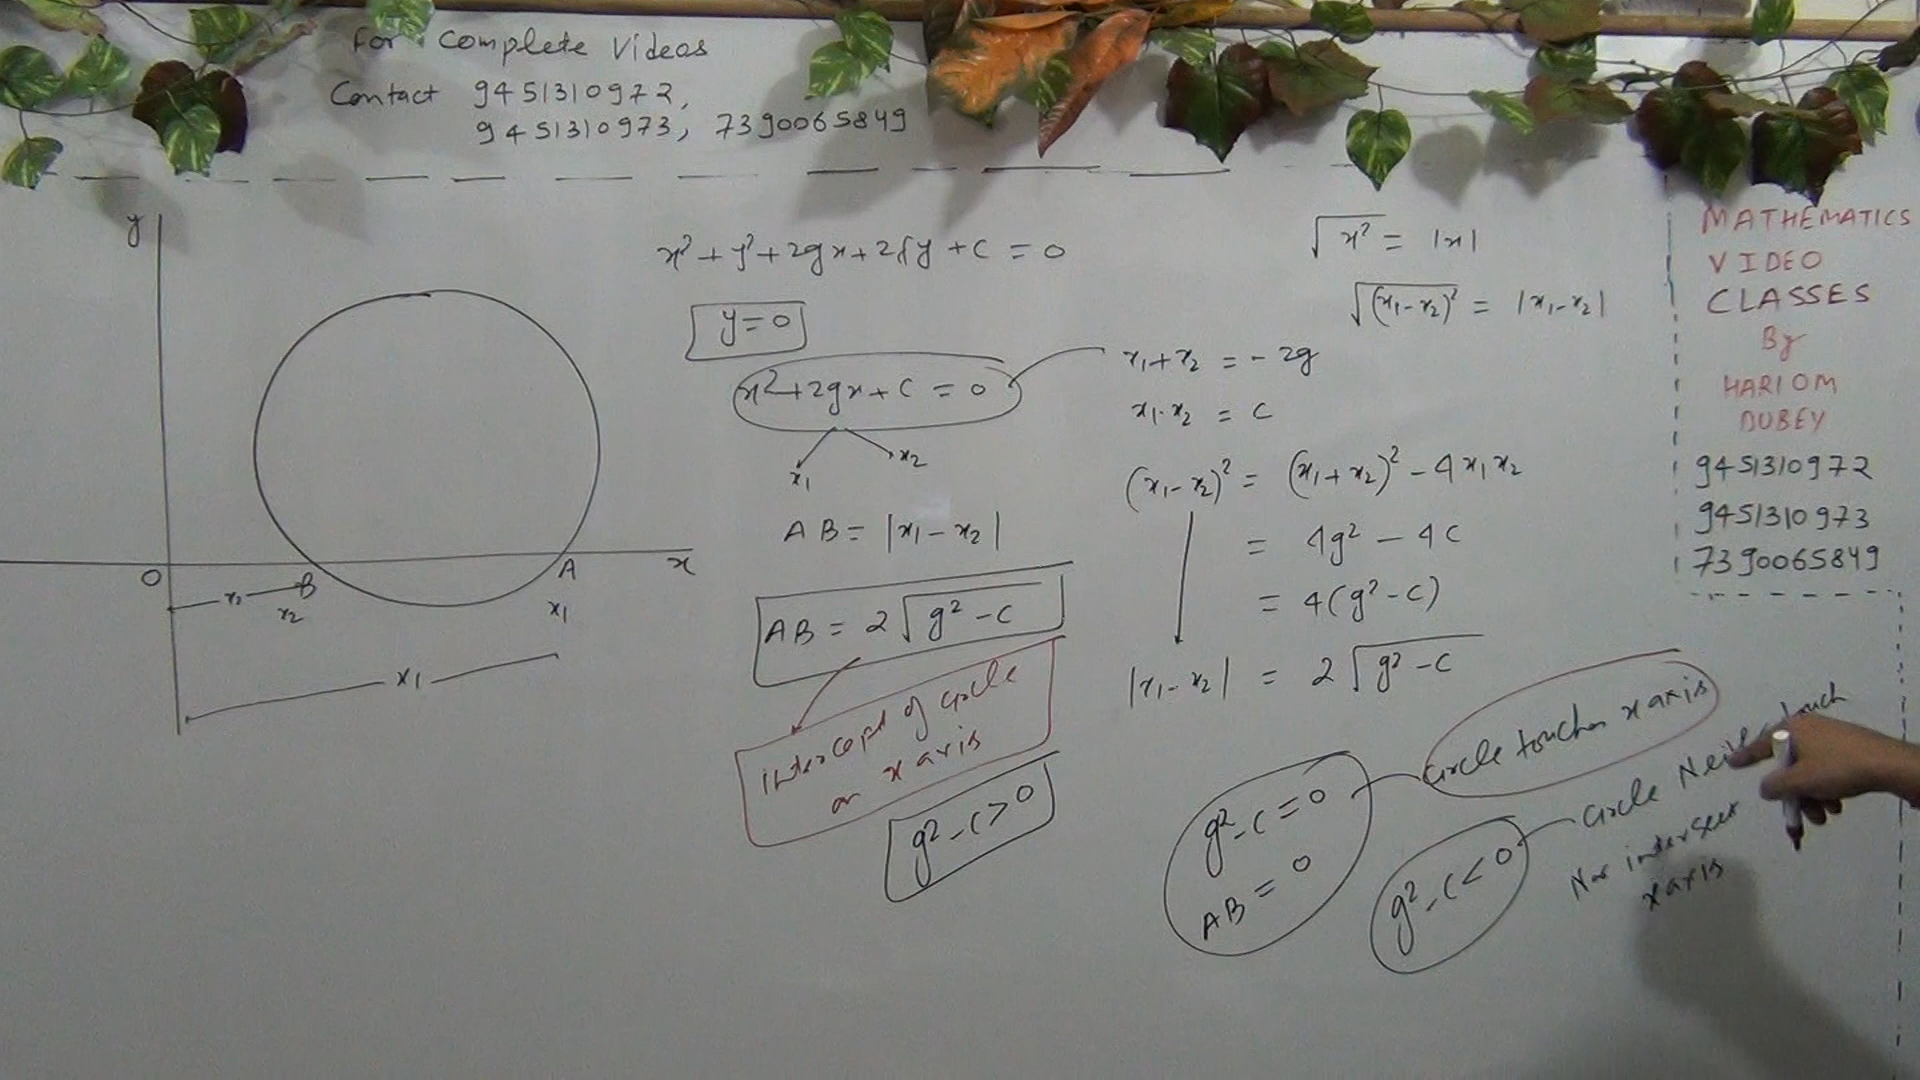 For Complete Videos
Contact 9451310972,
9451310973, 7390065849
y
O
x
B
A
x₂
x₂
x₁
x₁
x²+y²+2gx+2fy+c=0
y=0
x²+2gx+c=0
x₁ x₂
AB=|x₁-x₂|
AB=2√g²-c
intercept of circle
on x axis
g²-c>0
√x²=|x|
√(x₁-x₂)²=|x₁-x₂|
x₁+x₂=-2g
x₁.x₂=c
(x₁-x₂)²=(x₁+x₂)²-4x₁x₂
=4g²-4c
=4(g²-c)
|x₁-x₂|=2√g²-c
g²-c=0
AB=0
Circle touches x axis
g²-c<0
Circle touch
Nor intersect
x axis
MATHEMATICS
VIDEO
CLASSES
By
HARIOM
DUBEY
9451310972
9451310973
7390065849